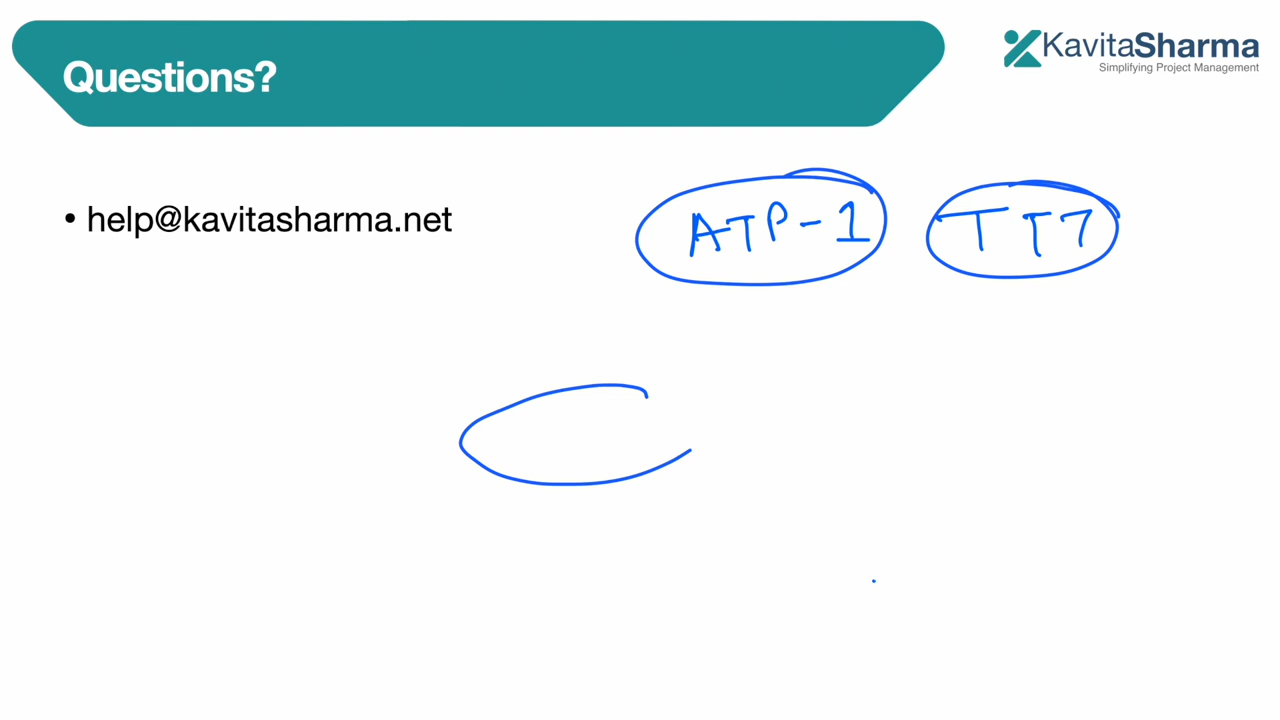 Questions?
KavitaSharma
Simplifying Project Management
• help@kavitasharma.net
ATP-1
TT7